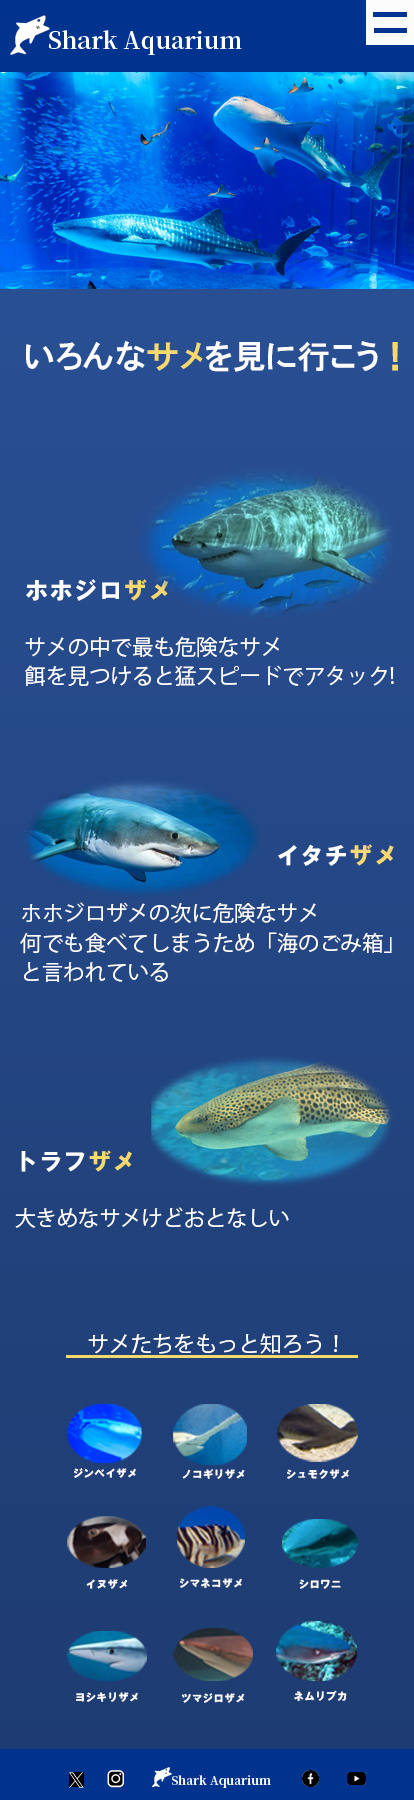 Shark Aquarium
いろんなサメを見に行こう！
ホホジロザメ
サメの中で最も危険なサメ
餌を見つけると猛スピードでアタック!
イタチザメ
ホホジロザメの次に危険なサメ
何でも食べてしまうため「海のごみ箱」
と言われている
トラフザメ
大きめなサメけどおとなしい
サメたちをもっと知ろう！
ジンベイザメ ノコギリザメ シュモクザメ
イヌザメ シマネコザメ シロワニ
ヨシキリザメ ツマジロザメ ネムリブカ
Shark Aquarium